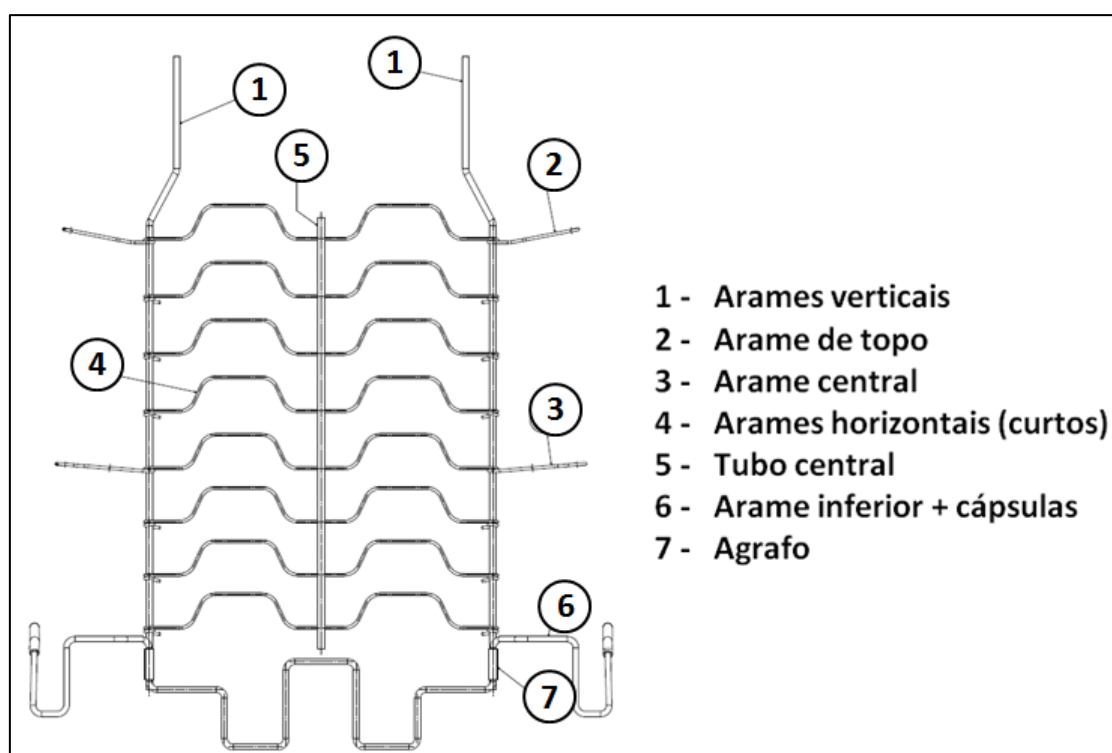 1
1
5
2
4
3
6
7
1 - Arames verticais
2 - Arame de topo
3 - Arame central
4 - Arames horizontais (curtos)
5 - Tubo central
6 - Arame inferior + cápsulas
7 - Agrafo